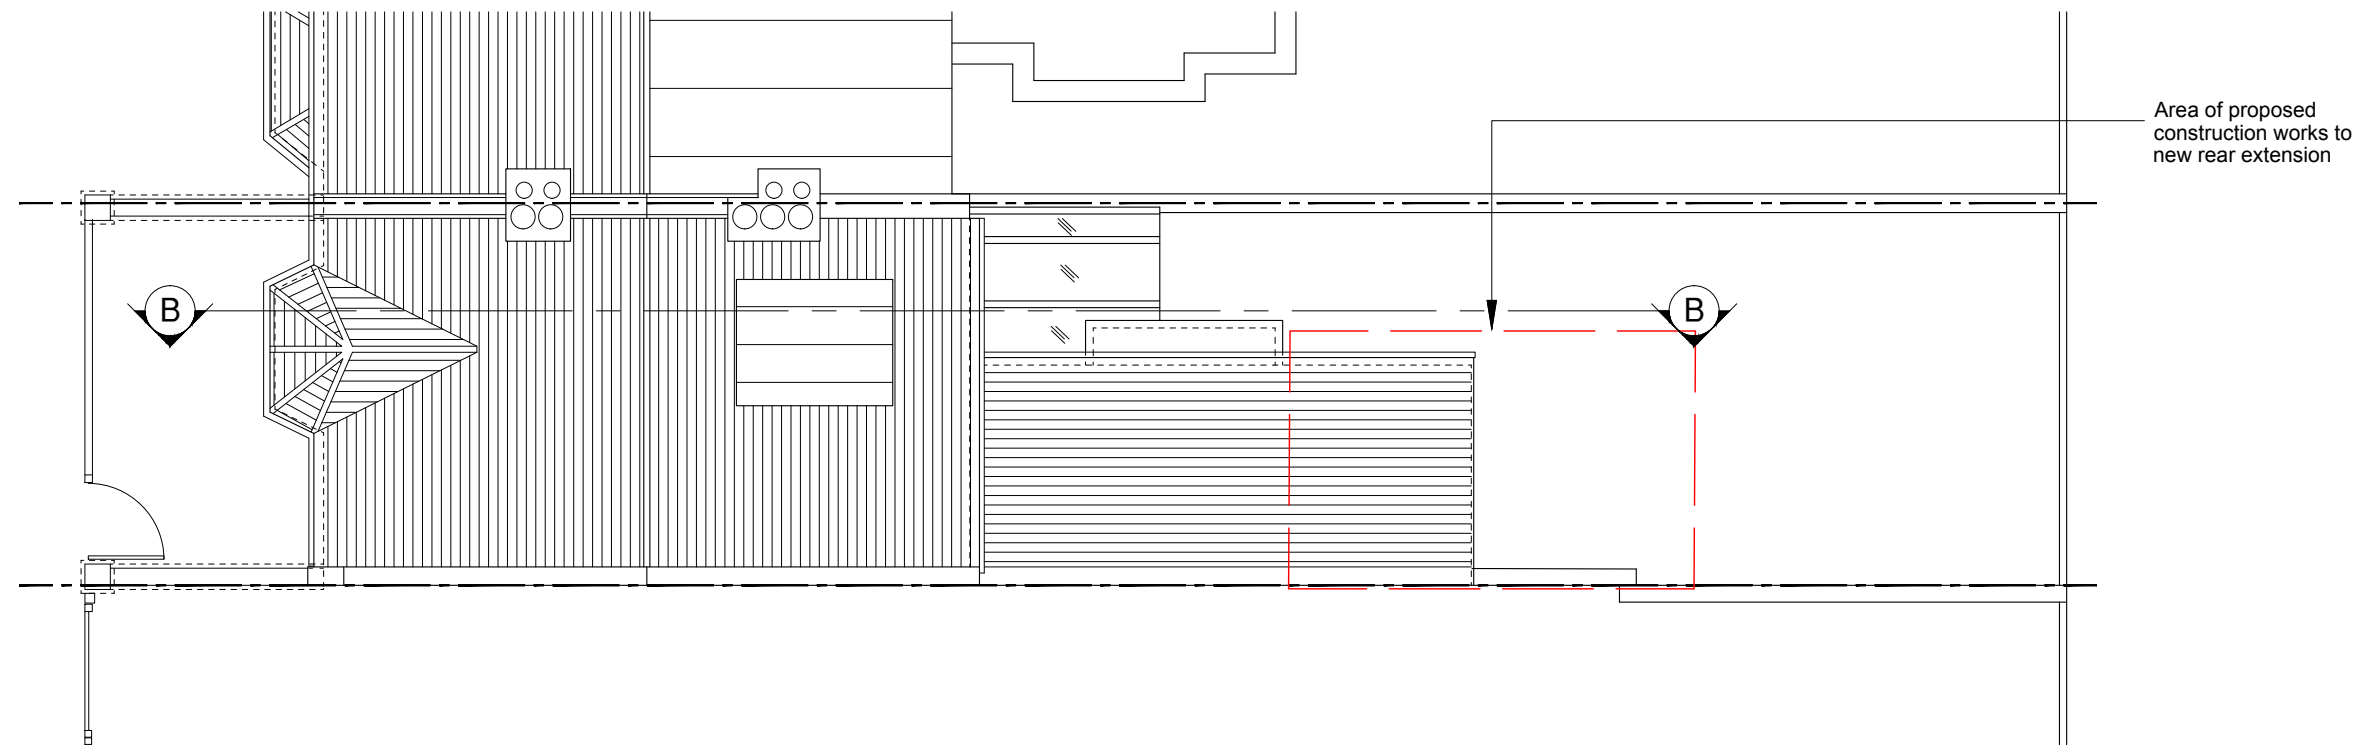 Area of proposed
construction works to
new rear extension
B
B